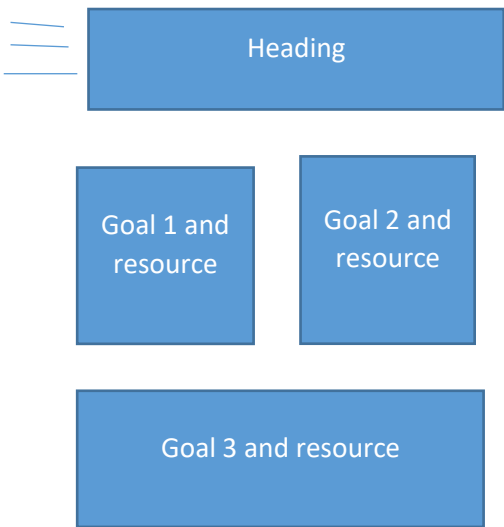 Heading
Goal 1 and
resource
Goal 2 and
resource
Goal 3 and resource